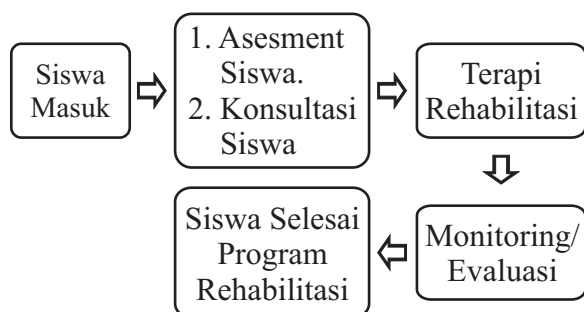 Siswa
Masuk
1. Asesment
Siswa.
2. Konsultasi
Siswa
Terapi
Rehabilitasi
Monitoring/
Evaluasi
Siswa Selesai
Program
Rehabilitasi